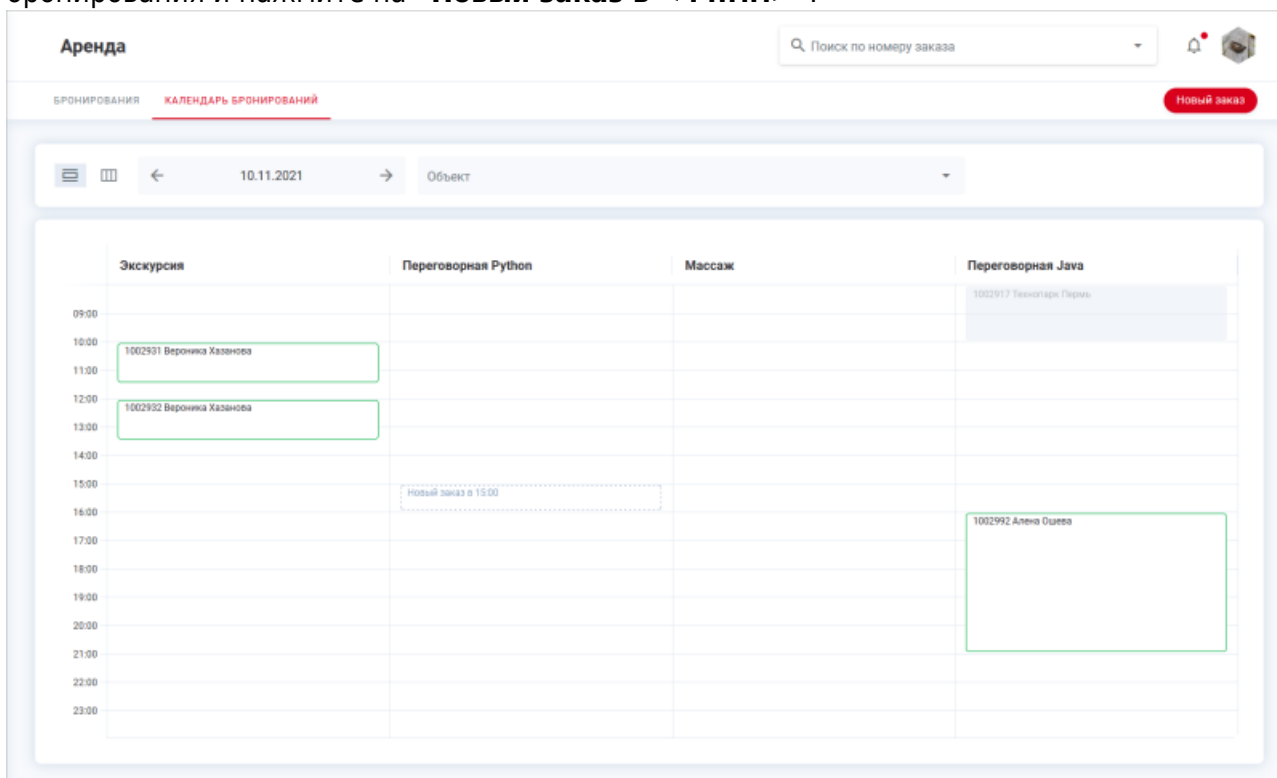 Аренда
Поиск по номеру заказа
БРОНИРОВАНИЯ КАЛЕНДАРЬ БРОНИРОВАНИЙ Новый заказ
10.11.2021 Объект
Экскурсия Переговорная Python Массаж Переговорная Java
1002917 Технопарк Пермь
09:00
10:00
1002931 Вероника Хазанова
11:00
12:00
1002932 Вероника Хазанова
13:00
14:00
15:00
Новый заказ в 15:00
16:00
1002992 Алена Ошева
17:00
18:00
19:00
20:00
21:00
22:00
23:00